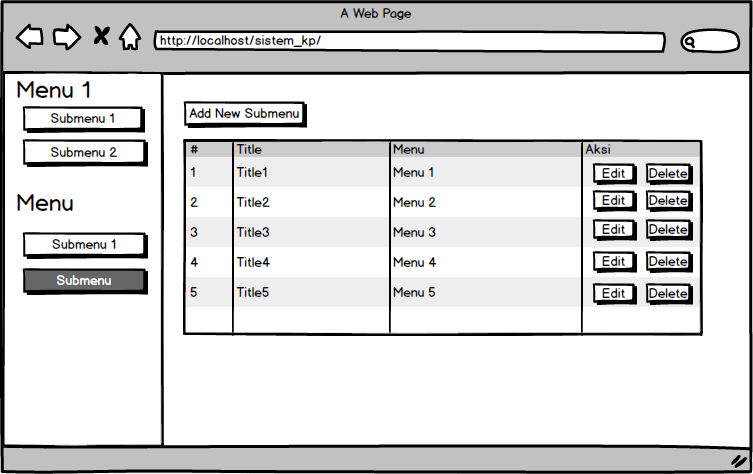 A Web Page
http://localhost/sistem_kp/
Menu 1
Submenu 1
Submenu 2
Menu
Submenu 1
Submenu
Add New Submenu
# Title Menu Aksi
1 Title1 Menu 1 Edit Delete
2 Title2 Menu 2 Edit Delete
3 Title3 Menu 3 Edit Delete
4 Title4 Menu 4 Edit Delete
5 Title5 Menu 5 Edit Delete